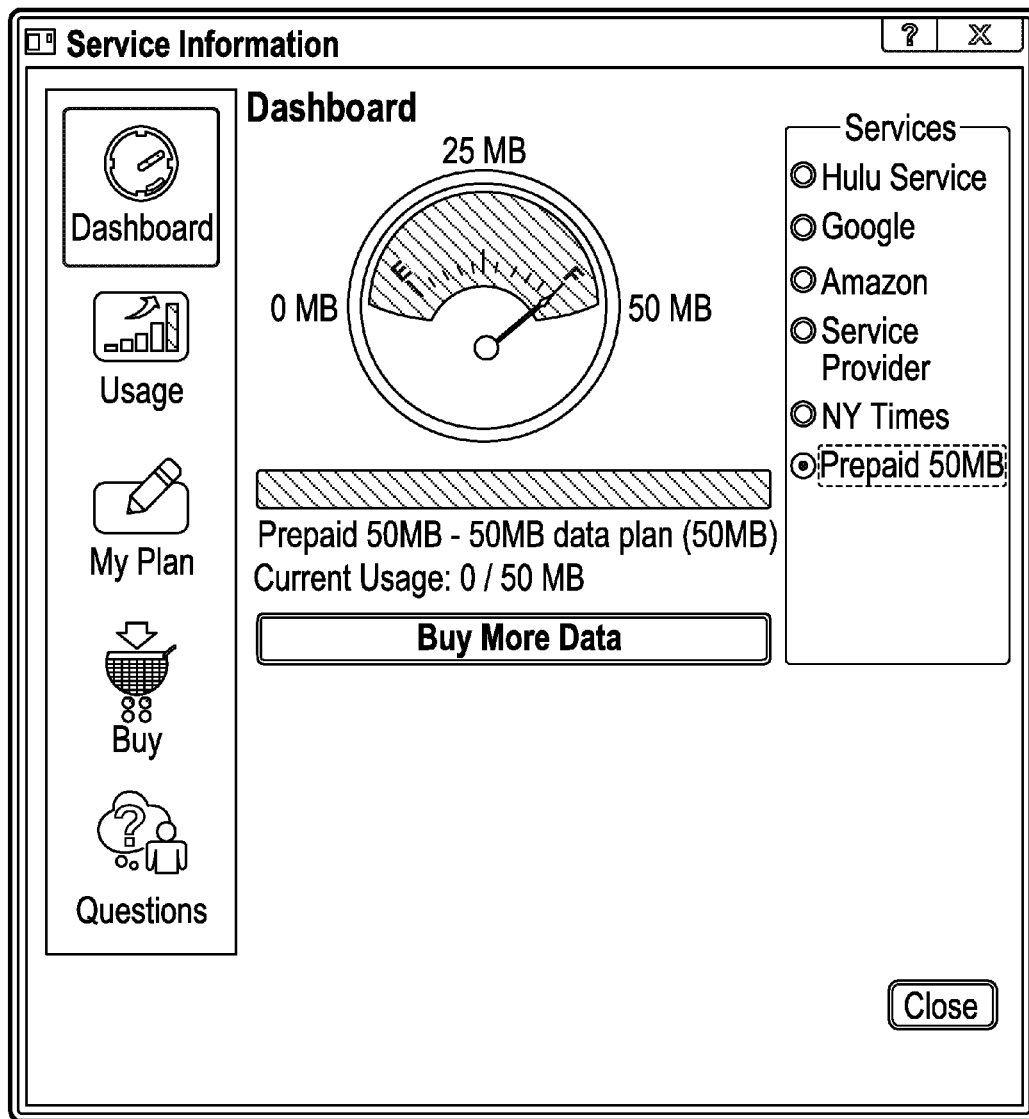 Service Information
? X
Dashboard
Usage
My Plan
Buy
?
Questions
Dashboard
25 MB
E F
0 MB
50 MB
Prepaid 50MB - 50MB data plan (50MB)
Current Usage: 0 / 50 MB
Buy More Data
Services
Hulu Service
Google
Amazon
Service
Provider
NY Times
Prepaid 50MB
Close